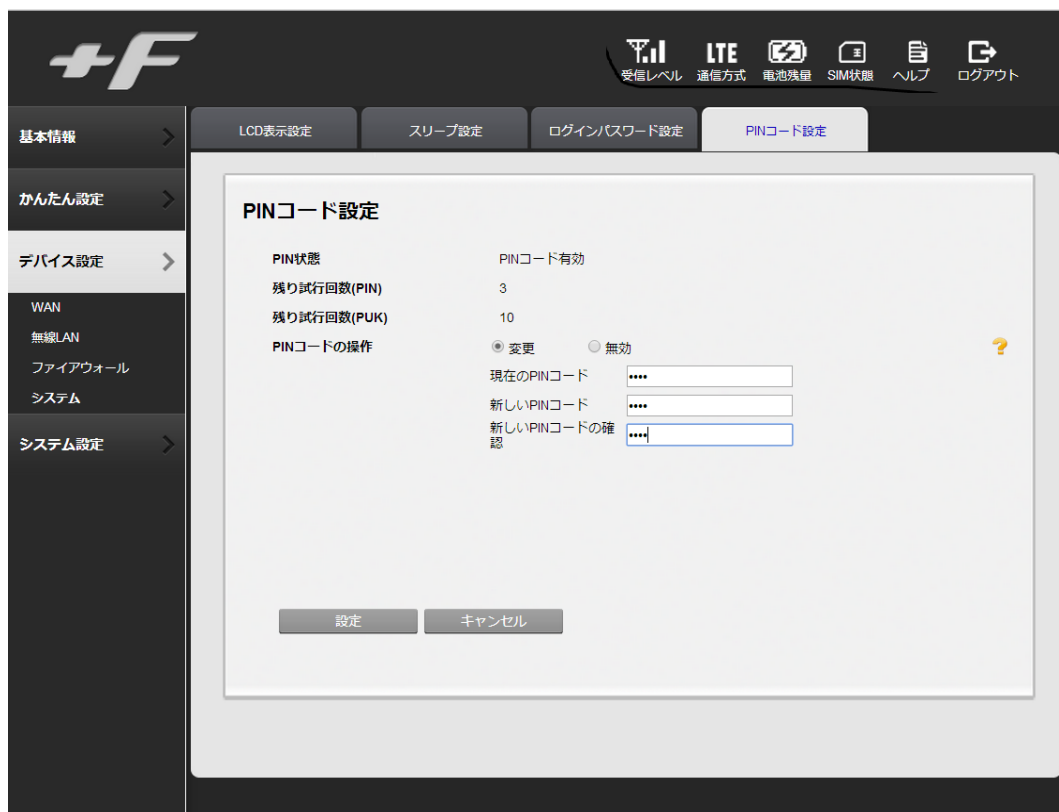 +F
受信レベル
LTE
通信方式
電池残量
SIM状態
ヘルプ
ログアウト
基本情報
かんたん設定
デバイス設定
WAN
無線LAN
ファイアウォール
システム
システム設定
LCD表示設定
スリープ設定
ログインパスワード設定
PINコード設定
PINコード設定
PIN状態 PINコード有効
残り試行回数(PIN) 3
残り試行回数(PUK) 10
PINコードの操作 変更 無効
?
現在のPINコード ••••
新しいPINコード ••••
新しいPINコードの確
認 ••••
設定 キャンセル